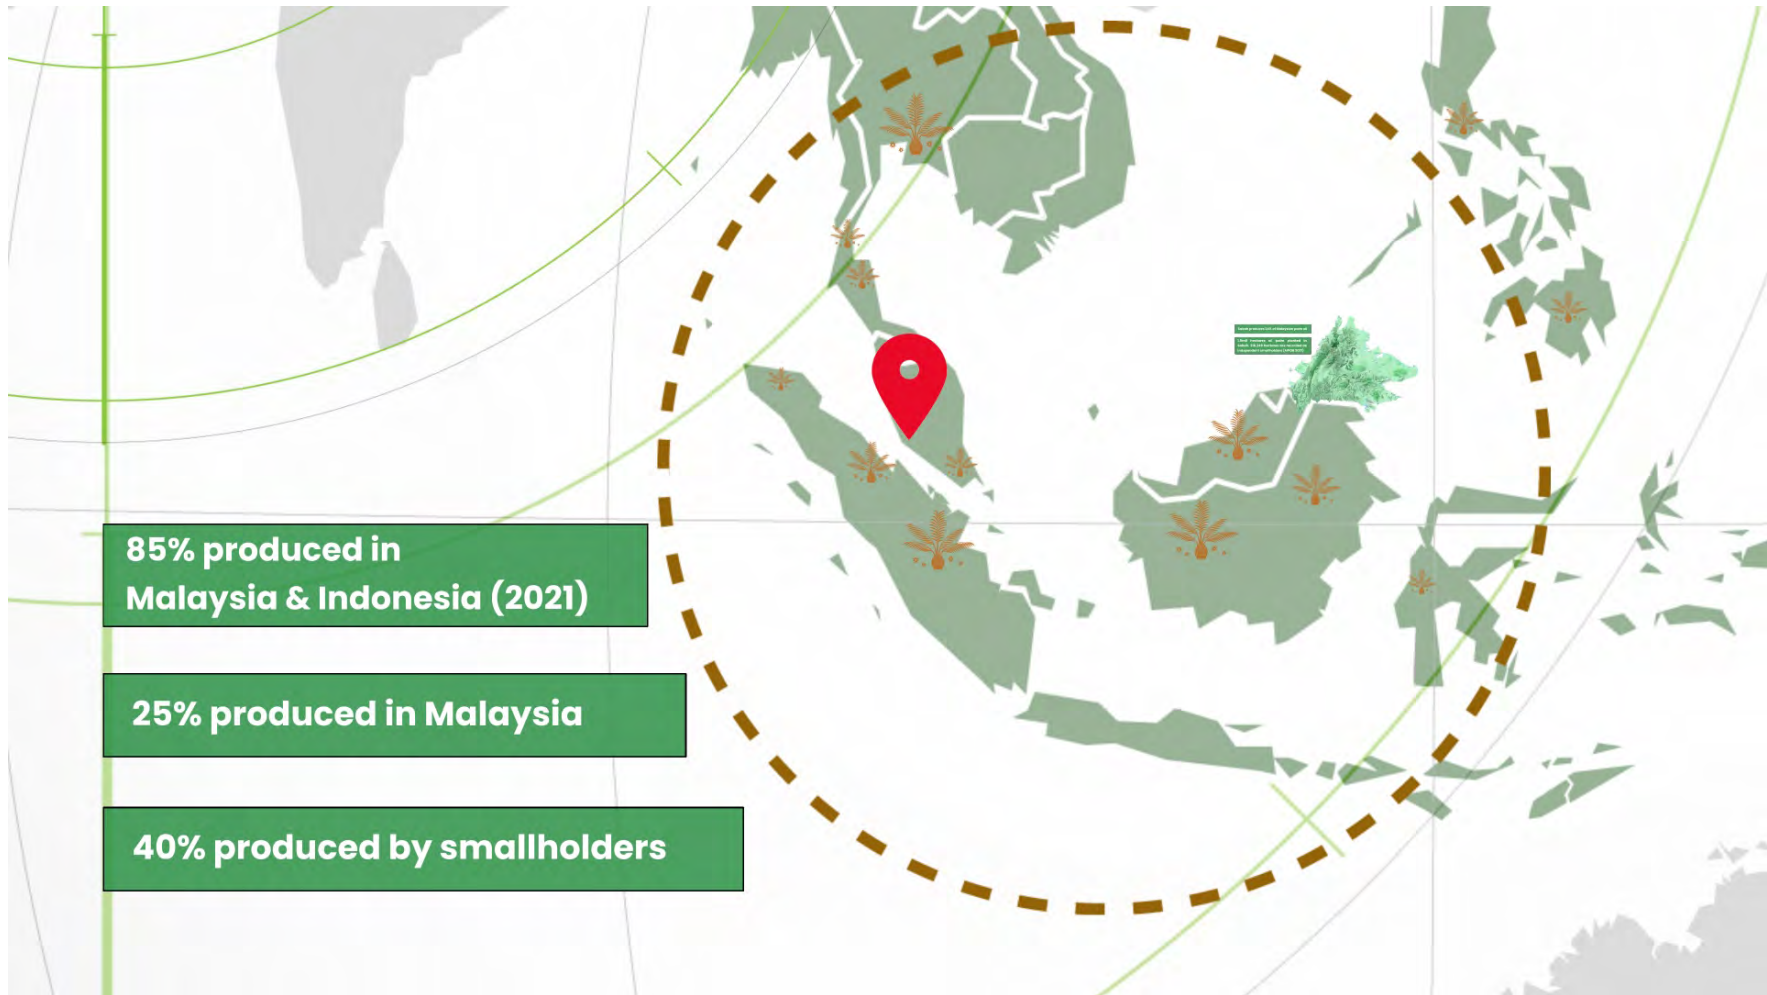 85% produced in
Malaysia & Indonesia (2021)
25% produced in Malaysia
40% produced by smallholders